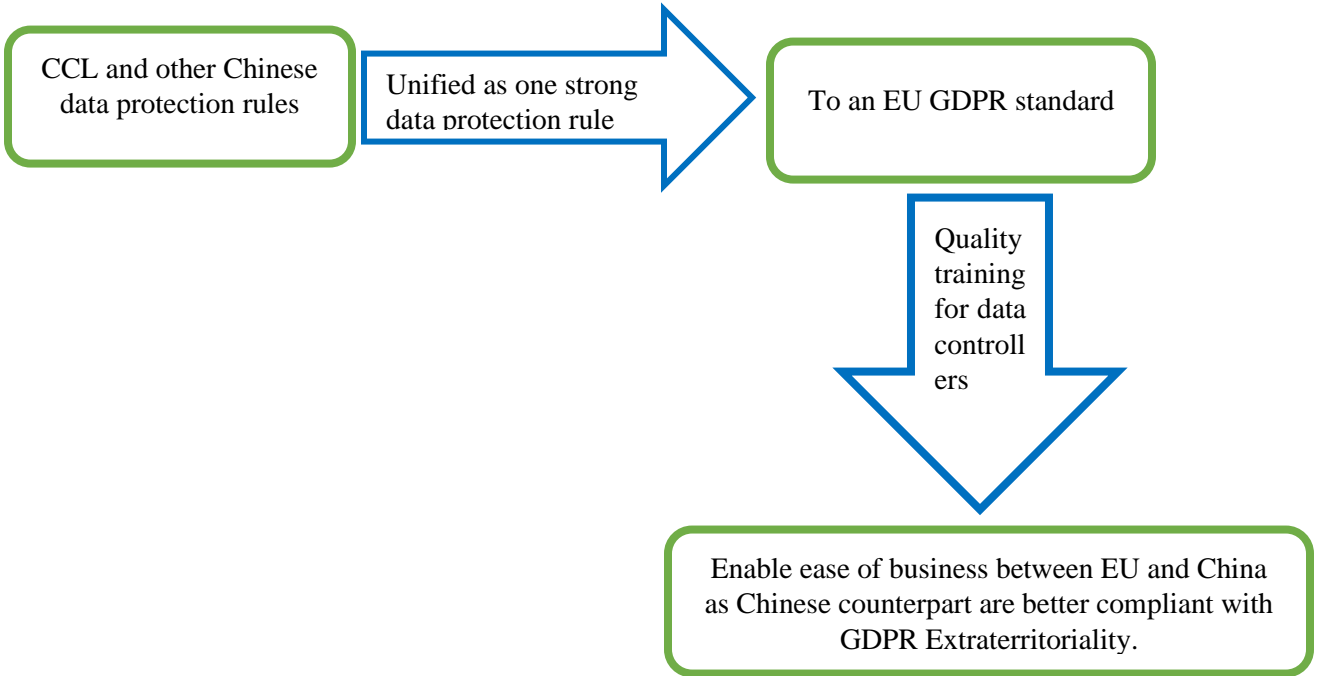 CCL and other Chinese
data protection rules
Unified as one strong
data protection rule
To an EU GDPR standard
Quality
training
for data
controll
ers
Enable ease of business between EU and China
as Chinese counterpart are better compliant with
GDPR Extraterritoriality.